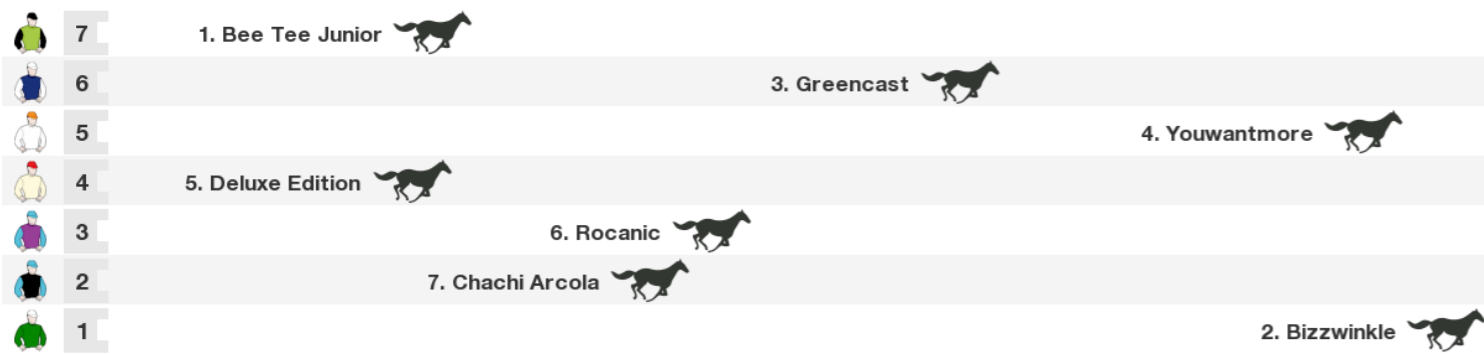 7 1. Bee Tee Junior
6 3. Greencast
5 4. Youwantmore
4 5. Deluxe Edition
3 6. Rocanic
2 7. Chachi Arcola
1 2. Bizzwinkle